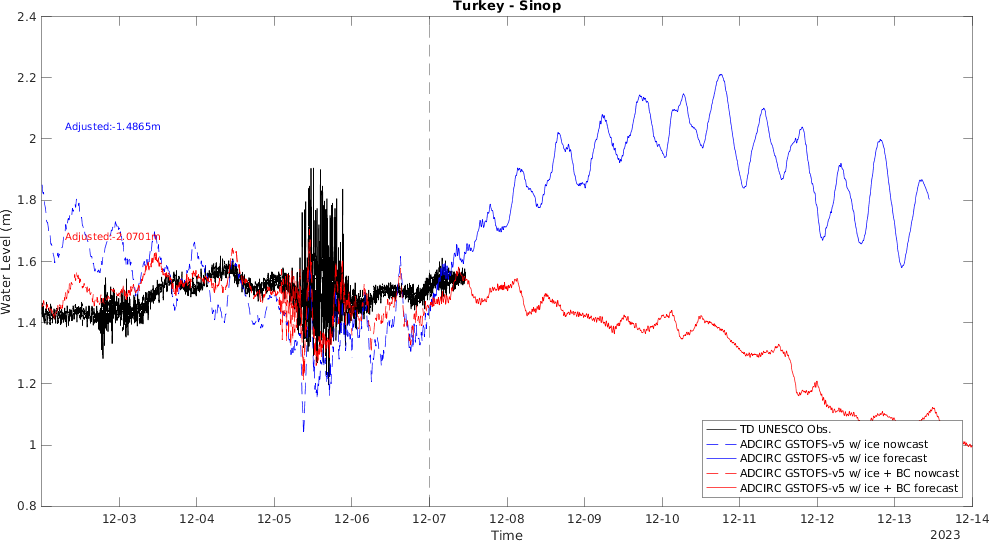 Turkey - Sinop
2.4
2.2
2
1.8
1.6
1.4
1.2
1
0.8
Water Level (m)
Adjusted:-1.4865m
Adjusted:-2.0701m
TD UNESCO Obs.
ADCIRC GSTOFS-v5 w/ ice nowcast
ADCIRC GSTOFS-v5 w/ ice forecast
ADCIRC GSTOFS-v5 w/ ice + BC nowcast
ADCIRC GSTOFS-v5 w/ ice + BC forecast
12-03 12-04 12-05 12-06 12-07 12-08 12-09 12-10 12-11 12-12 12-13 12-14
Time
2023